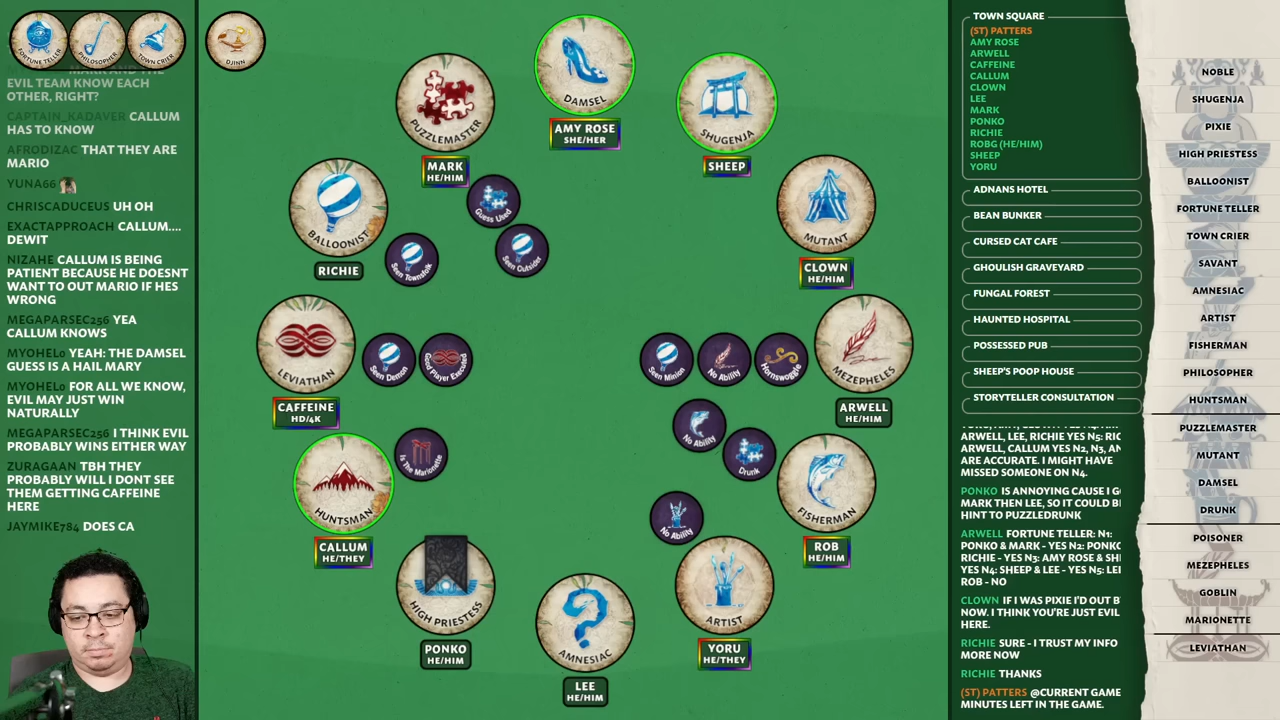 FORTUNE TELLER
PHILOSOPHER
TOWN CRIER
DJINN
MARK AND THE
EVIL TEAM KNOW EACH
OTHER, RIGHT?
CAPTAIN_KADAVER CALLUM
HAS TO KNOW
AFRODIZAC THAT THEY ARE
MARIO
YUNA66
CHRISCADUCEUS UH OH
EXACTAPPROACH CALLUM....
DEWIT
NIZAHE CALLUM IS BEING
PATIENT BECAUSE HE DOESNT
WANT TO OUT MARIO IF HES
WRONG
MEGAPARSEC256 YEA
CALLUM KNOWS
MYOHEL0 YEAH: THE DAMSEL
GUESS IS A HAIL MARY
MYOHEL0 FOR ALL WE KNOW,
EVIL MAY JUST WIN
NATURALLY
MEGAPARSEC256 I THINK EVIL
PROBABLY WINS EITHER WAY
ZURAGAAN TBH THEY
PROBABLY WILL I DONT SEE
THEM GETTING CAFFEINE
HERE
JAYMIKE784 DOES CA
DAMSEL
AMY ROSE
SHE/HER
SHUGENJA
SHEEP
MUTANT
CLOWN
HE/HIM
MEZEPHELES
ARWELL
HE/HIM
Seen Minion
No Ability
Hornswoggle
FISHERMAN
ROB
HE/HIM
No Ability
Drunk
ARTIST
YORU
HE/THEY
No Ability
AMNESIAC
LEE
HE/HIM
HIGH PRIESTESS
PONKO
HE/HIM
HUNTSMAN
CALLUM
HE/THEY
Is The Marionette
LEVIATHAN
CAFFEINE
HD/4K
Seen Demon
Good Player Executed
BALLOONIST
RICHIE
Seen Townsfolk
PUZZLEMASTER
MARK
HE/HIM
Guess Used
Seen Outsider
TOWN SQUARE
(ST) PATTERS
AMY ROSE
ARWELL
CAFFEINE
CALLUM
CLOWN
LEE
MARK
PONKO
RICHIE
ROBG (HE/HIM)
SHEEP
YORU
ADNANS HOTEL
BEAN BUNKER
CURSED CAT CAFE
GHOULISH GRAVEYARD
FUNGAL FOREST
HAUNTED HOSPITAL
POSSESSED PUB
SHEEP'S POOP HOUSE
STORYTELLER CONSULTATION
ARWELL, LEE, RICHIE YES N5: RIC
ARWELL, CALLUM YES N2, N3, AN
ARE ACCURATE. I MIGHT HAVE
MISSED SOMEONE ON N4.
PONKO IS ANNOYING CAUSE I G
MARK THEN LEE, SO IT COULD B
HINT TO PUZZLEDRUNK
ARWELL FORTUNE TELLER: N1:
PONKO & MARK - YES N2: PONKO
RICHIE - YES N3: AMY ROSE & SH
YES N4: SHEEP & LEE - YES N5: LE
ROB - NO
CLOWN IF I WAS PIXIE I'D OUT B
NOW. I THINK YOU'RE JUST EVIL
HERE.
RICHIE SURE - I TRUST MY INFO
MORE NOW
RICHIE THANKS
(ST) PATTERS @CURRENT GAME
MINUTES LEFT IN THE GAME.
NOBLE
SHUGENJA
PIXIE
HIGH PRIESTESS
BALLOONIST
FORTUNE TELLER
TOWN CRIER
SAVANT
AMNESIAC
ARTIST
FISHERMAN
PHILOSOPHER
HUNTSMAN
PUZZLEMASTER
MUTANT
DAMSEL
DRUNK
POISONER
MEZEPHELES
GOBLIN
MARIONETTE
LEVIATHAN